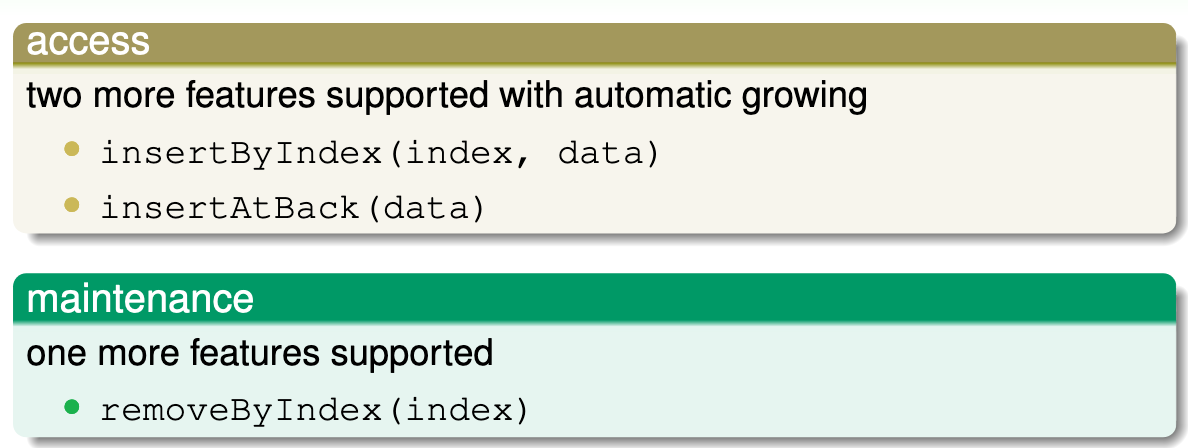 access
two more features supported with automatic growing
insertByIndex(index, data)
insertAtBack(data)
maintenance
one more features supported
removeByIndex(index)